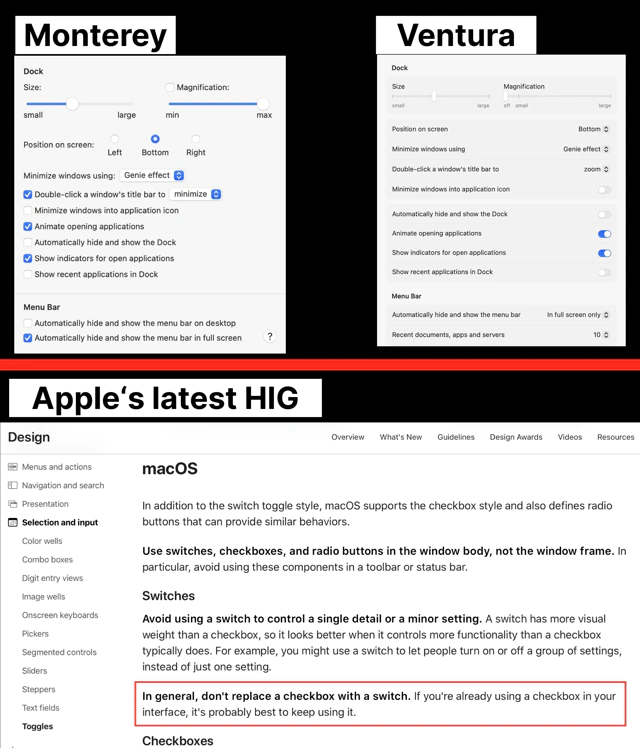 Monterey
Dock
Size:
Magnification:
small
large
min
max
Position on screen:
Left
Bottom
Right
Minimize windows using:
Genie effect
Double-click a window's title bar to
minimize
Minimize windows into application icon
Animate opening applications
Automatically hide and show the Dock
Show indicators for open applications
Show recent applications in Dock
Menu Bar
Automatically hide and show the menu bar on desktop
Automatically hide and show the menu bar in full screen
?
Ventura
Dock
Size
Magnification
small
large
off
small
large
Position on screen
Bottom
Minimize windows using
Genie effect
Double-click a window's title bar to
zoom
Minimize windows into application icon
Automatically hide and show the Dock
Animate opening applications
Show indicators for open applications
Show recent applications in Dock
Menu Bar
Automatically hide and show the menu bar
In full screen only
Recent documents, apps and servers
10
Apple‘s latest HIG
Design
Overview
What's New
Guidelines
Design Awards
Videos
Resources
Menus and actions
Navigation and search
Presentation
Selection and input
Color wells
Combo boxes
Digit entry views
Image wells
Onscreen keyboards
Pickers
Segmented controls
Sliders
Steppers
Text fields
Toggles
macOS
In addition to the switch toggle style, macOS supports the checkbox style and also defines radio
buttons that can provide similar behaviors.
Use switches, checkboxes, and radio buttons in the window body, not the window frame. In
particular, avoid using these components in a toolbar or status bar.
Switches
Avoid using a switch to control a single detail or a minor setting. A switch has more visual
weight than a checkbox, so it looks better when it controls more functionality than a checkbox
typically does. For example, you might use a switch to let people turn on or off a group of settings,
instead of just one setting.
In general, don't replace a checkbox with a switch. If you're already using a checkbox in your
interface, it's probably best to keep using it.
Checkboxes